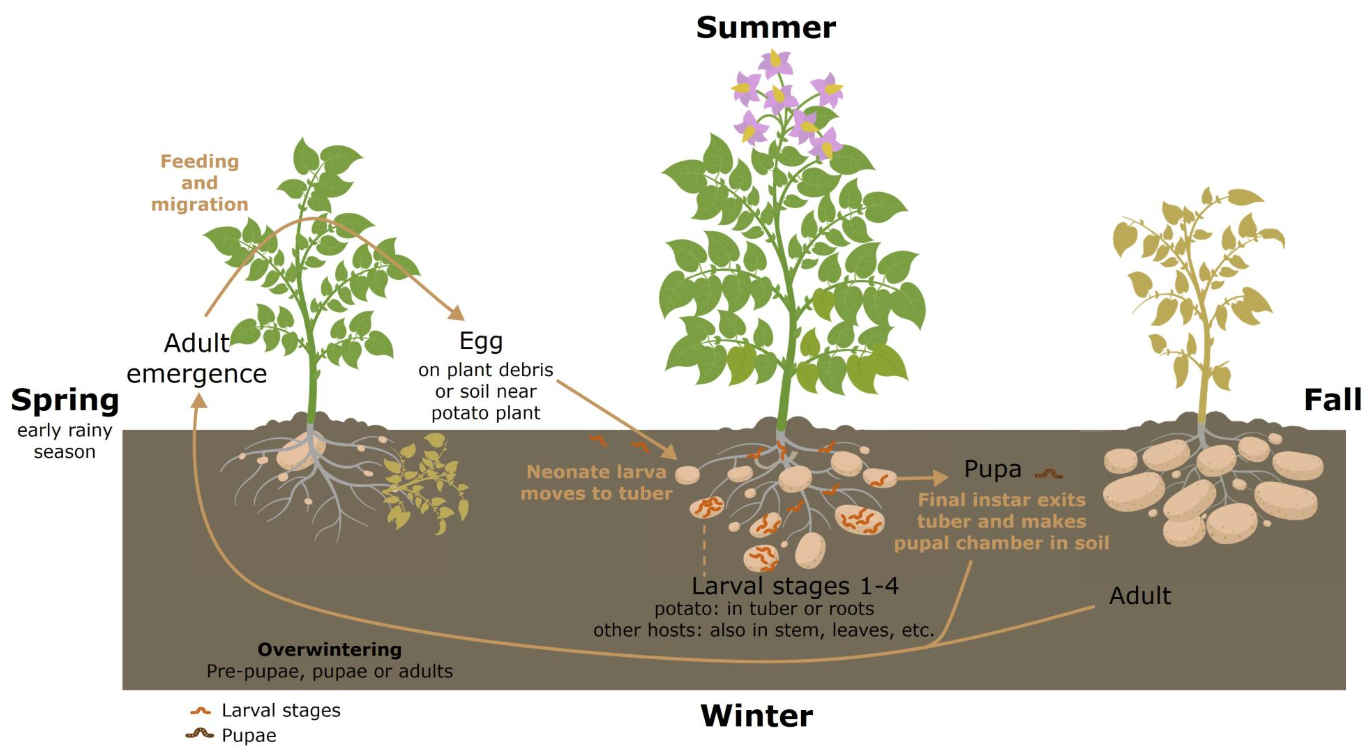 Summer
Feeding
and
migration
Adult
emergence
Egg
on plant debris
or soil near
potato plant
Spring
early rainy
season
Fall
Neonate larva
moves to tuber
Pupa
Final instar exits
tuber and makes
pupal chamber in soil
Larval stages 1-4
potato: in tuber or roots
other hosts: also in stem, leaves, etc.
Adult
Overwintering
Pre-pupae, pupae or adults
Winter
Larval stages
Pupae